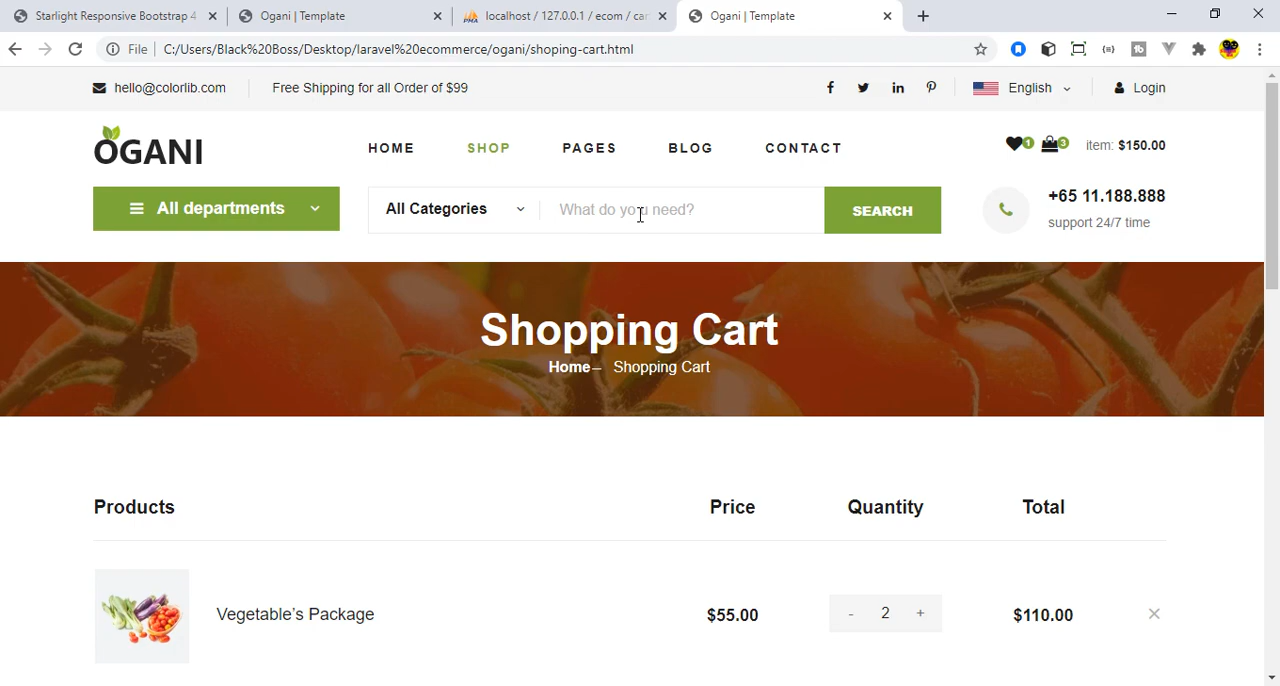 Starlight Responsive Bootstrap 4
Ogani | Template
localhost / 127.0.0.1 / ecom / car
Ogani | Template
File
C:/Users/Black%20Boss/Desktop/laravel%20ecommerce/ogani/shoping-cart.html
hello@colorlib.com
Free Shipping for all Order of $99
English
Login
OGANI
HOME
SHOP
PAGES
BLOG
CONTACT
1
3
item: $150.00
All departments
All Categories
What do you need?
SEARCH
+65 11.188.888
support 24/7 time
Shopping Cart
Home– Shopping Cart
Products
Price
Quantity
Total
Vegetable’s Package
$55.00
- 2 +
$110.00